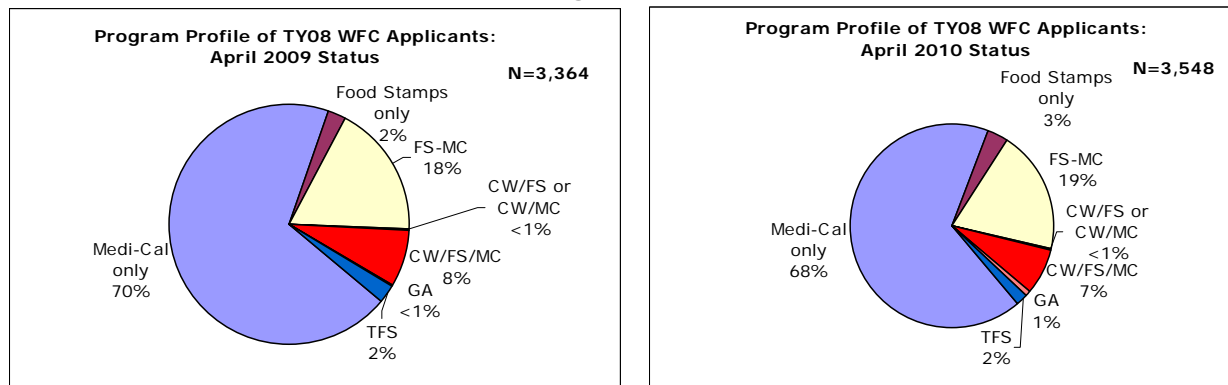 Program Profile of TY08 WFC Applicants:
April 2009 Status
N=3,364
Food Stamps
only
2%
FS-MC
18%
CW/FS or
CW/MC
<1%
CW/FS/MC
8%
GA
<1%
TFS
2%
Medi-Cal
only
70%
Program Profile of TY08 WFC Applicants:
April 2010 Status
N=3,548
Food Stamps
only
3%
FS-MC
19%
CW/FS or
CW/MC
<1%
CW/FS/MC
7%
GA
1%
TFS
2%
Medi-Cal
only
68%